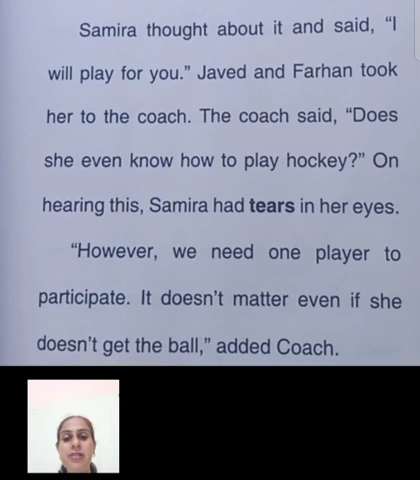 Samira thought about it and said, “I
will play for you.” Javed and Farhan took
her to the coach. The coach said, “Does
she even know how to play hockey?” On
hearing this, Samira had tears in her eyes.
“However, we need one player to
participate. It doesn’t matter even if she
doesn’t get the ball,” added Coach.